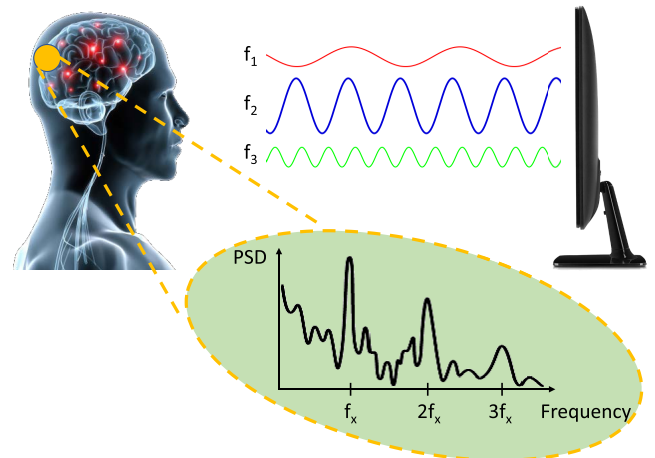 f₁
f₂
f₃
PSD
fₓ 2fₓ 3fₓ Frequency